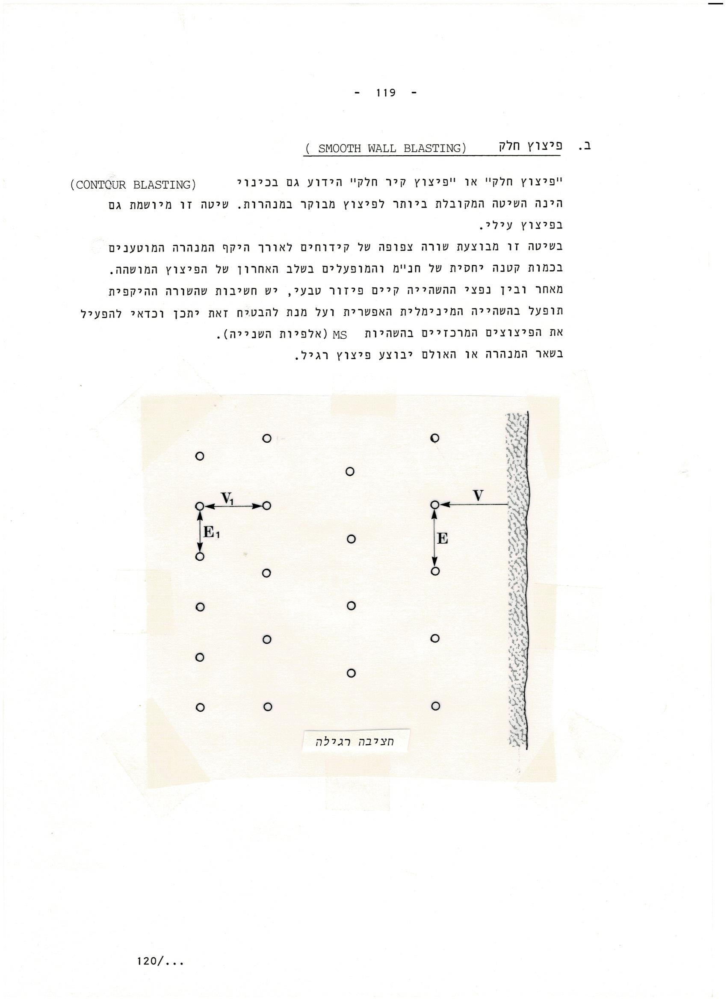 - 119 -
ב. פיצוץ חלק ( SMOOTH WALL BLASTING)
"פיצוץ חלק" או "פיצוץ קיר חלק" הידוע גם בכינוי (CONTOUR BLASTING)
הינה השיטה המקובלת ביותר לפיצוץ מבוקר במנהרות. שיטה זו מיושמת גם
בפיצוץ עילי.
בשיטה זו מבוצעת שורה צפופה של קידוחים לאורך היקף המנהרה המוטענים
בכמות קטנה יחסית של חנ"מ והמופעלים בשלב האחרון של הפיצוץ המושהה.
מאחר ובין נפצי ההשהייה קיים פיזור טבעי, יש חשיבות שהשורה ההיקפית
תופעל בהשהייה המינימלית האפשרית ועל מנת להבטיח זאת יתכן וכדאי להפעיל
את הפיצוצים המרכזיים בהשהיות MS (אלפיות השנייה).
בשאר המנהרה או האולם יבוצע פיצוץ רגיל.
V
V₁
E₁
E
חציבה רגילה
120/...